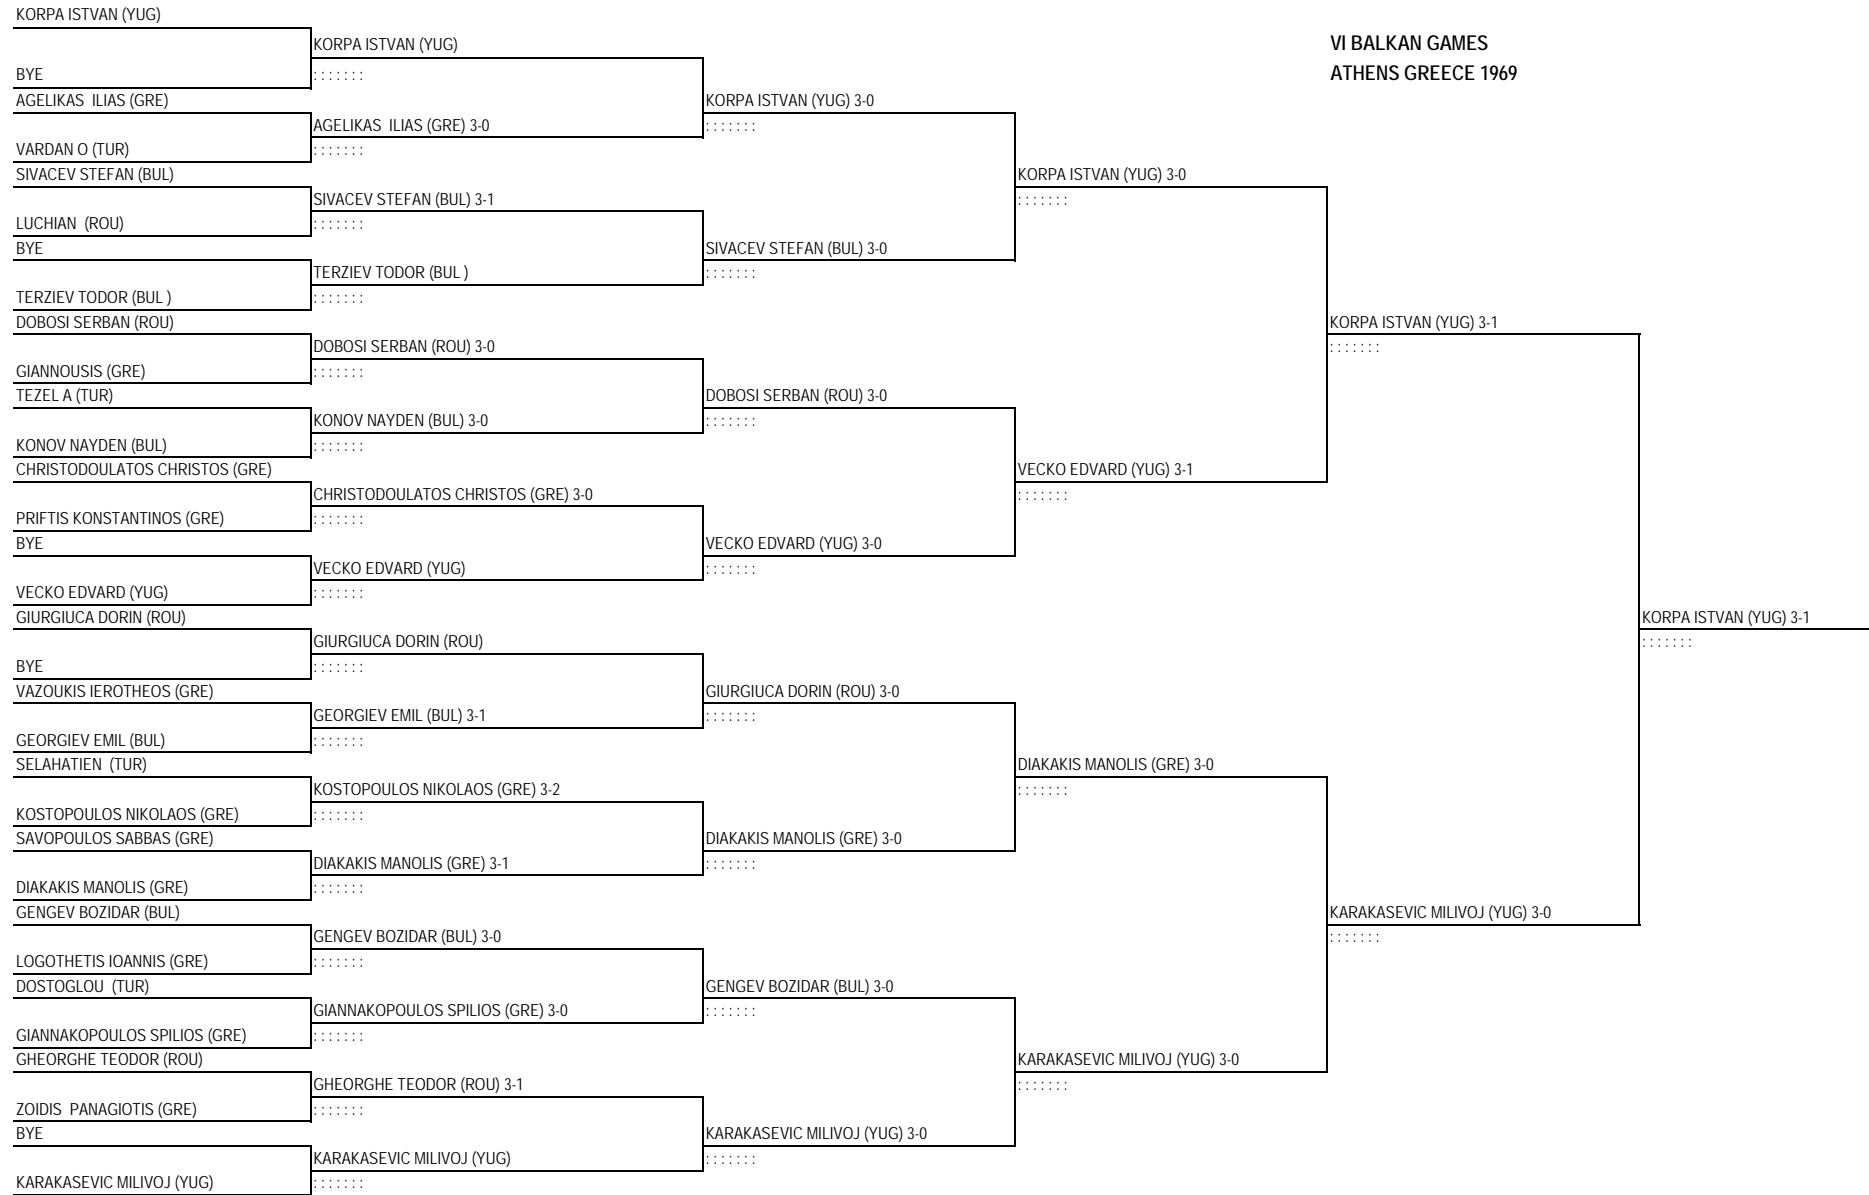 KORPA ISTVAN (YUG)
KORPA ISTVAN (YUG)
VI BALKAN GAMES
BYE
: : : : : : :
ATHENS GREECE 1969
AGELIKAS ILIAS (GRE)
KORPA ISTVAN (YUG) 3-0
AGELIKAS ILIAS (GRE) 3-0
: : : : : : :
VARDAN O (TUR)
: : : : : : :
SIVACEV STEFAN (BUL)
KORPA ISTVAN (YUG) 3-0
SIVACEV STEFAN (BUL) 3-1
: : : : : : :
LUCHIAN (ROU)
: : : : : : :
BYE
SIVACEV STEFAN (BUL) 3-0
TERZIEV TODOR (BUL )
: : : : : : :
TERZIEV TODOR (BUL )
: : : : : : :
DOBOSI SERBAN (ROU)
KORPA ISTVAN (YUG) 3-1
DOBOSI SERBAN (ROU) 3-0
: : : : : : :
GIANNOUSIS (GRE)
: : : : : : :
TEZEL A (TUR)
DOBOSI SERBAN (ROU) 3-0
KONOV NAYDEN (BUL) 3-0
: : : : : : :
KONOV NAYDEN (BUL)
: : : : : : :
CHRISTODOULATOS CHRISTOS (GRE)
VECKO EDVARD (YUG) 3-1
CHRISTODOULATOS CHRISTOS (GRE) 3-0
: : : : : : :
PRIFTIS KONSTANTINOS (GRE)
: : : : : : :
BYE
VECKO EDVARD (YUG) 3-0
VECKO EDVARD (YUG)
: : : : : : :
VECKO EDVARD (YUG)
: : : : : : :
GIURGIUCA DORIN (ROU)
KORPA ISTVAN (YUG) 3-1
GIURGIUCA DORIN (ROU)
: : : : : : :
BYE
: : : : : : :
VAZOUKIS IEROTHEOS (GRE)
GIURGIUCA DORIN (ROU) 3-0
GEORGIEV EMIL (BUL) 3-1
: : : : : : :
GEORGIEV EMIL (BUL)
: : : : : : :
SELAHATIEN (TUR)
DIAKAKIS MANOLIS (GRE) 3-0
KOSTOPOULOS NIKOLAOS (GRE) 3-2
: : : : : : :
KOSTOPOULOS NIKOLAOS (GRE)
: : : : : : :
SAVOPOULOS SABBAS (GRE)
DIAKAKIS MANOLIS (GRE) 3-0
DIAKAKIS MANOLIS (GRE) 3-1
: : : : : : :
DIAKAKIS MANOLIS (GRE)
: : : : : : :
GENGEV BOZIDAR (BUL)
KARAKASEVIC MILIVOJ (YUG) 3-0
GENGEV BOZIDAR (BUL) 3-0
: : : : : : :
LOGOTHETIS IOANNIS (GRE)
: : : : : : :
DOSTOGLOU (TUR)
GENGEV BOZIDAR (BUL) 3-0
GIANNAKOPOULOS SPILIOS (GRE) 3-0
: : : : : : :
GIANNAKOPOULOS SPILIOS (GRE)
: : : : : : :
GHEORGHE TEODOR (ROU)
KARAKASEVIC MILIVOJ (YUG) 3-0
GHEORGHE TEODOR (ROU) 3-1
: : : : : : :
ZOIDIS PANAGIOTIS (GRE)
: : : : : : :
BYE
KARAKASEVIC MILIVOJ (YUG) 3-0
KARAKASEVIC MILIVOJ (YUG)
: : : : : : :
KARAKASEVIC MILIVOJ (YUG)
: : : : : : :